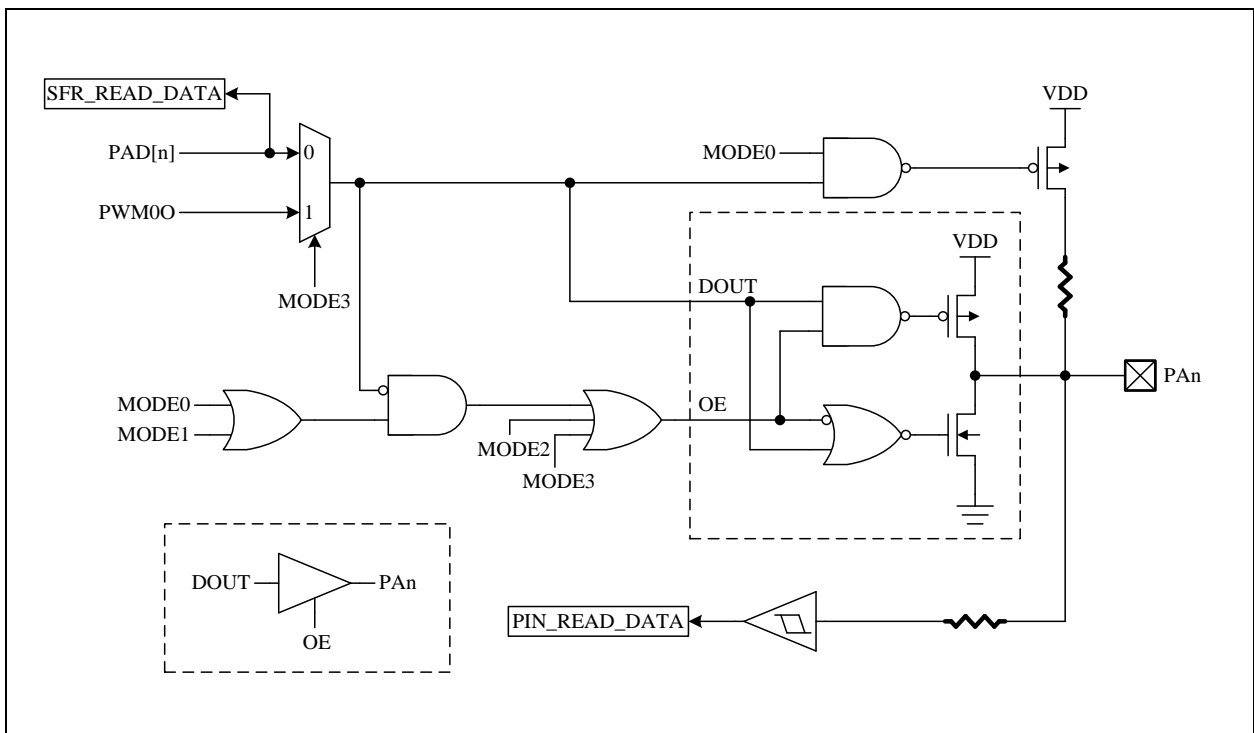 SFR_READ_DATA
VDD
PAD[n]
0
MODE0
PWM0O
1
VDD
MODE3
DOUT
PAn
MODE0
OE
MODE1
MODE2
MODE3
DOUT
PAn
OE
PIN_READ_DATA